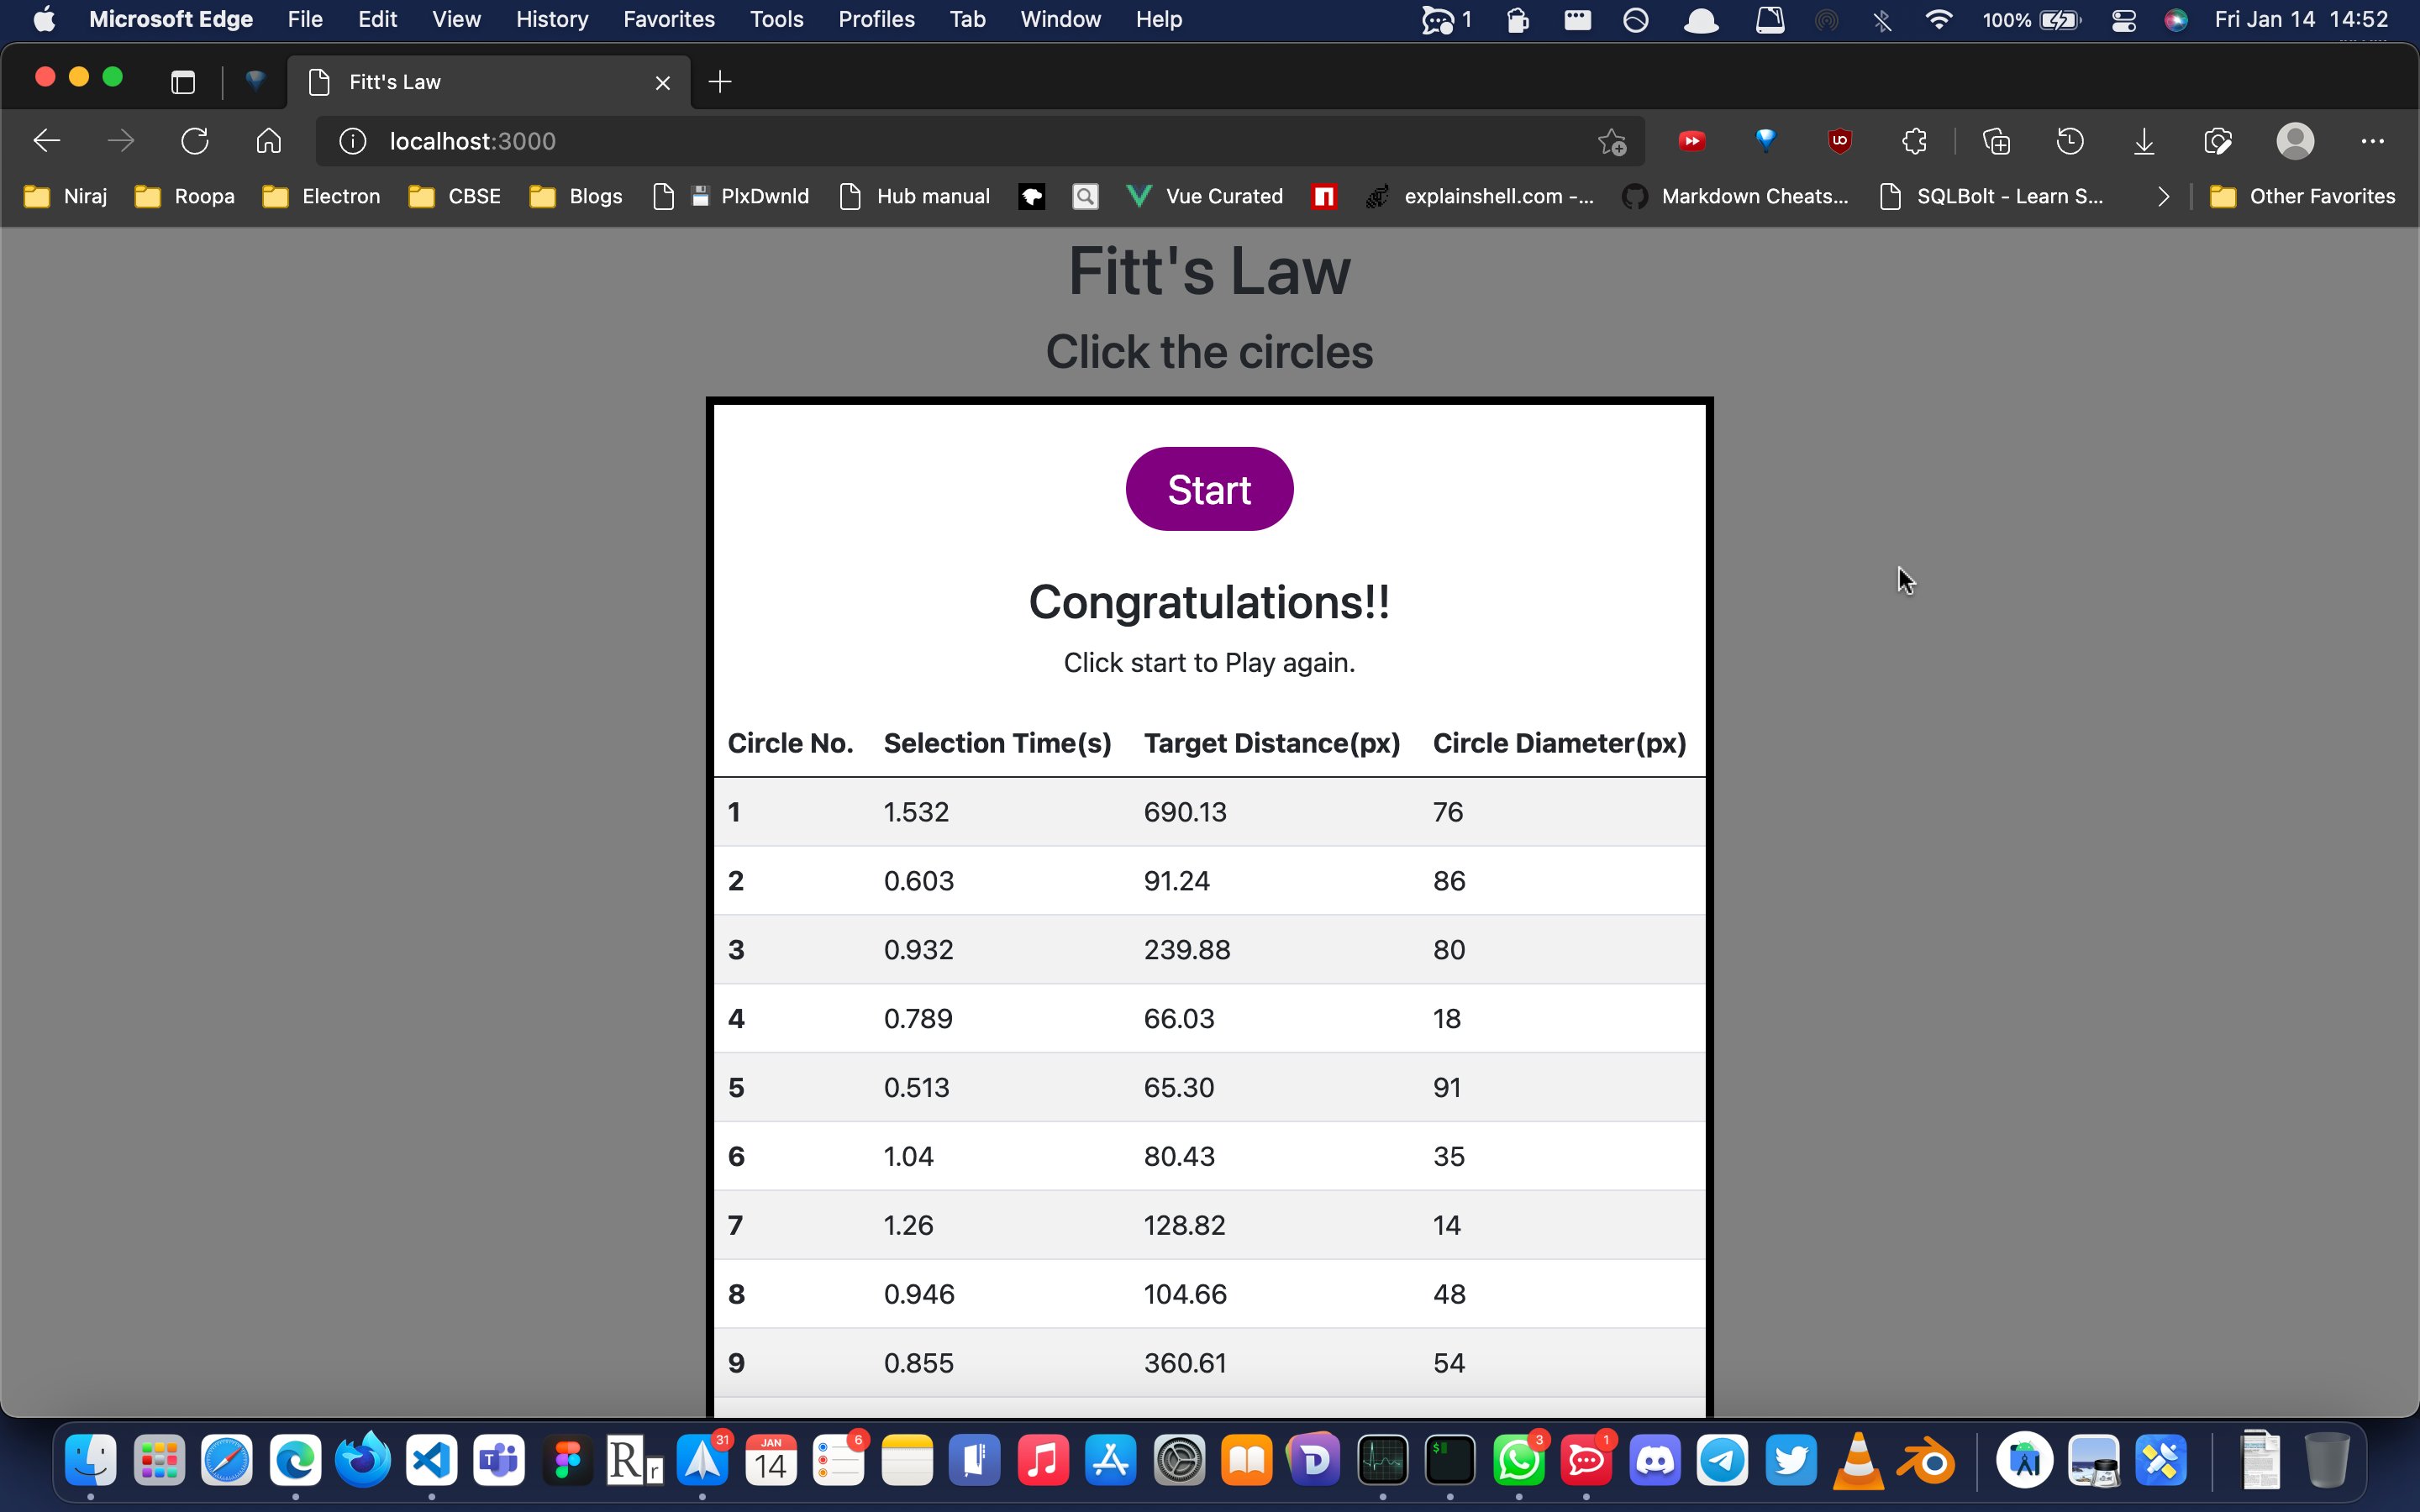 Microsoft Edge File Edit View History Favorites Tools Profiles Tab Window Help 1 100% Fri Jan 14 14:52
Fitt's Law
localhost:3000
Niraj Roopa Electron CBSE Blogs PlxDwnld Hub manual Vue Curated explainshell.com -... Markdown Cheats... SQLBolt - Learn S... Other Favorites
Fitt's Law
Click the circles
Start
Congratulations!!
Click start to Play again.
Circle No. Selection Time(s) Target Distance(px) Circle Diameter(px)
1 1.532 690.13 76
2 0.603 91.24 86
3 0.932 239.88 80
4 0.789 66.03 18
5 0.513 65.30 91
6 1.04 80.43 35
7 1.26 128.82 14
8 0.946 104.66 48
9 0.855 360.61 54
31 JAN 14 6 3 1